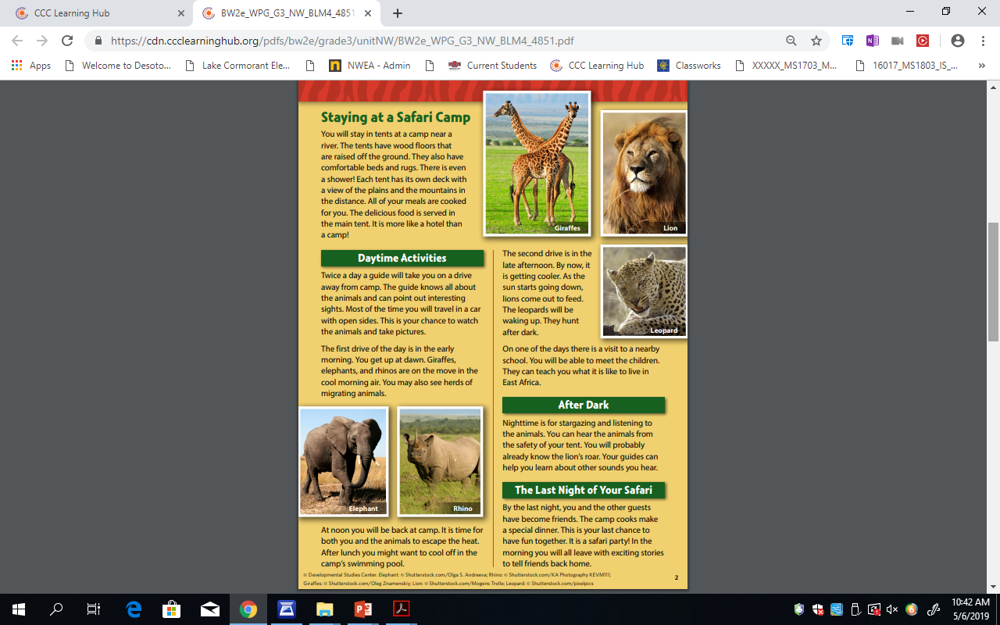 CCC Learning Hub
BW2e_WPG_G3_NW_BLM4_4851.
https://cdn.ccclearninghub.org/pdfs/bw2e/grade3/unitNW/BW2e_WPG_G3_NW_BLM4_4851.pdf
Apps
Welcome to Desoto...
Lake Cormorant Ele...
NWEA - Admin
Current Students
CCC Learning Hub
Classworks
XXXXX_MS1703_M...
16017_MS1803_IS_...
Staying at a Safari Camp
You will stay in tents at a camp near a
river. The tents have wood floors that
are raised off the ground. They also have
comfortable beds and rugs. There is even
a shower! Each tent has its own deck with
a view of the plains and the mountains in
the distance. All of your meals are cooked
for you. The delicious food is served in
the main tent. It is more like a hotel than
a camp!
Giraffes
Lion
Daytime Activities
Twice a day a guide will take you on a drive
away from camp. The guide knows all about
the animals and can point out interesting
sights. Most of the time you will travel in a car
with open sides. This is your chance to watch
the animals and take pictures.
The first drive of the day is in the early
morning. You get up at dawn. Giraffes,
elephants, and rhinos are on the move in the
cool morning air. You may also see herds of
migrating animals.
Elephant
Rhino
At noon you will be back at camp. It is time for
both you and the animals to escape the heat.
After lunch you might want to cool off in the
camp's swimming pool.
The second drive is in the
late afternoon. By now, it
is getting cooler. As the
sun starts going down,
lions come out to feed.
The leopards will be
waking up. They hunt
after dark.
Leopard
On one of the days there is a visit to a nearby
school. You will be able to meet the children.
They can teach you what it is like to live in
East Africa.
After Dark
Nighttime is for stargazing and listening to
the animals. You can hear the animals from
the safety of your tent. You will probably
already know the lion's roar. Your guides can
help you learn about other sounds you hear.
The Last Night of Your Safari
By the last night, you and the other guests
have become friends. The camp cooks make
a special dinner. This is your last chance to
have fun together. It is a safari party! In the
morning you will all leave with exciting stories
to tell friends back home.
© Developmental Studies Center. Elephant: © Shutterstock.com/Olga S. Andreeva; Rhino: © Shutterstock.com/KA Photography KEVM111;
Giraffes: © Shutterstock.com/Oleg Znamenskiy; Lion: © Shutterstock.com/Mogens Trolle; Leopard: © Shutterstock.com/pixelpics
2
10:42 AM
5/6/2019